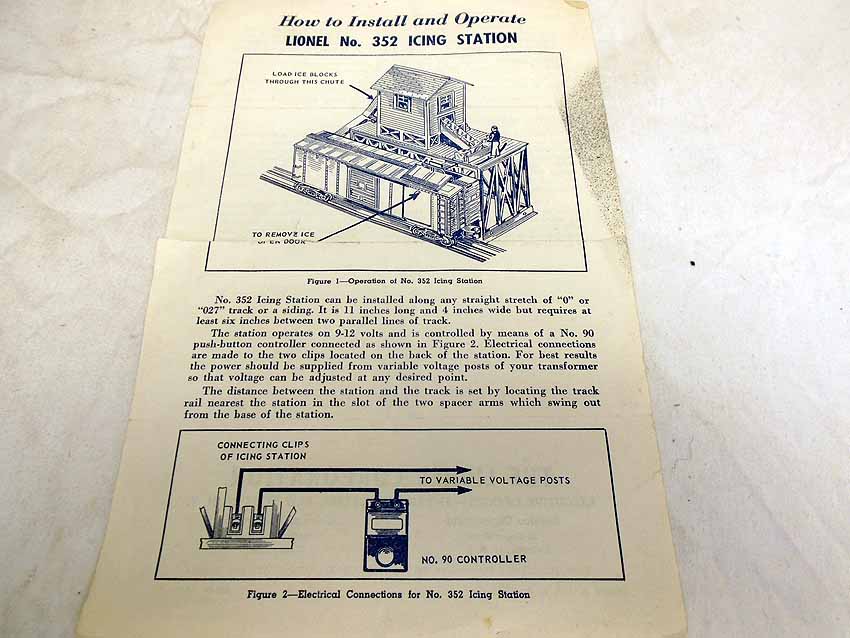 How to Install and Operate
LIONEL No. 352 ICING STATION
LOAD ICE BLOCKS
THROUGH THIS CHUTE
TO REMOVE ICE
OPEN DOOR
Figure 1—Operation of No. 352 Icing Station
No. 352 Icing Station can be installed along any straight stretch of "0" or
"027" track or a siding. It is 11 inches long and 4 inches wide but requires at
least six inches between two parallel lines of track.
The station operates on 9-12 volts and is controlled by means of a No. 90
push-button controller connected as shown in Figure 2. Electrical connections
are made to the two clips located on the back of the station. For best results
the power should be supplied from variable voltage posts of your transformer
so that voltage can be adjusted at any desired point.
The distance between the station and the track is set by locating the track
rail nearest the station in the slot of the two spacer arms which swing out
from the base of the station.
CONNECTING CLIPS
OF ICING STATION
TO VARIABLE VOLTAGE POSTS
NO. 90 CONTROLLER
Figure 2—Electrical Connections for No. 352 Icing Station